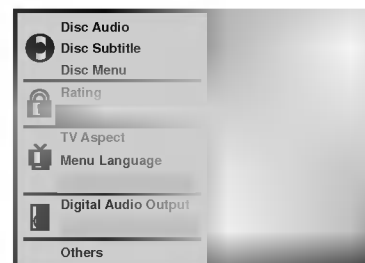 Disc Audio
Disc Subtitle
Disc Menu
Rating
TV Aspect
Menu Language
Digital Audio Output
Others